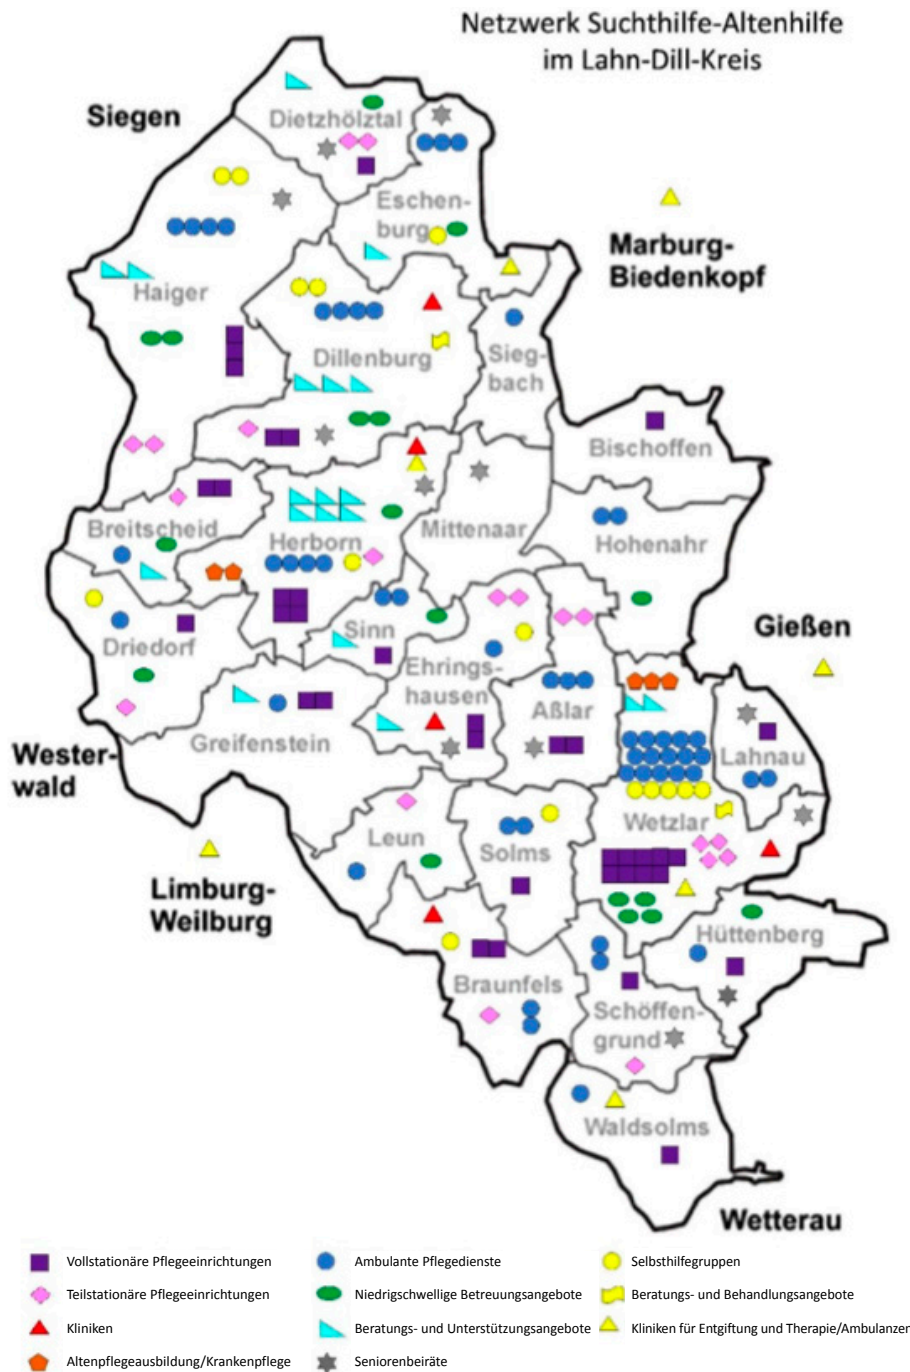 Netzwerk Suchthilfe-Altenhilfe
im Lahn-Dill-Kreis
Siegen
Dietzhölztal
Eschen-
burg
Marburg-
Biedenkopf
Haiger
Dillenburg
Sieg-
bach
Bischoffen
Breitscheid
Herborn
Mittenaar
Hohenahr
Gießen
Driedorf
Sinn
Ehrings-
hausen
Aßlar
Lahnau
Wester-
wald
Greifenstein
Wetzlar
Leun
Solms
Limburg-
Weilburg
Hüttenberg
Braunfels
Schöffen-
grund
Waldsolms
Wetterau
Vollstationäre Pflegeeinrichtungen
Ambulante Pflegedienste
Selbsthilfegruppen
Teilstationäre Pflegeeinrichtungen
Niedrigschwellige Betreuungsangebote
Beratungs- und Behandlungsangebote
Kliniken
Beratungs- und Unterstützungsangebote
Kliniken für Entgiftung und Therapie/Ambulanzen
Altenpflegeausbildung/Krankenpflege
Seniorenbeiräte